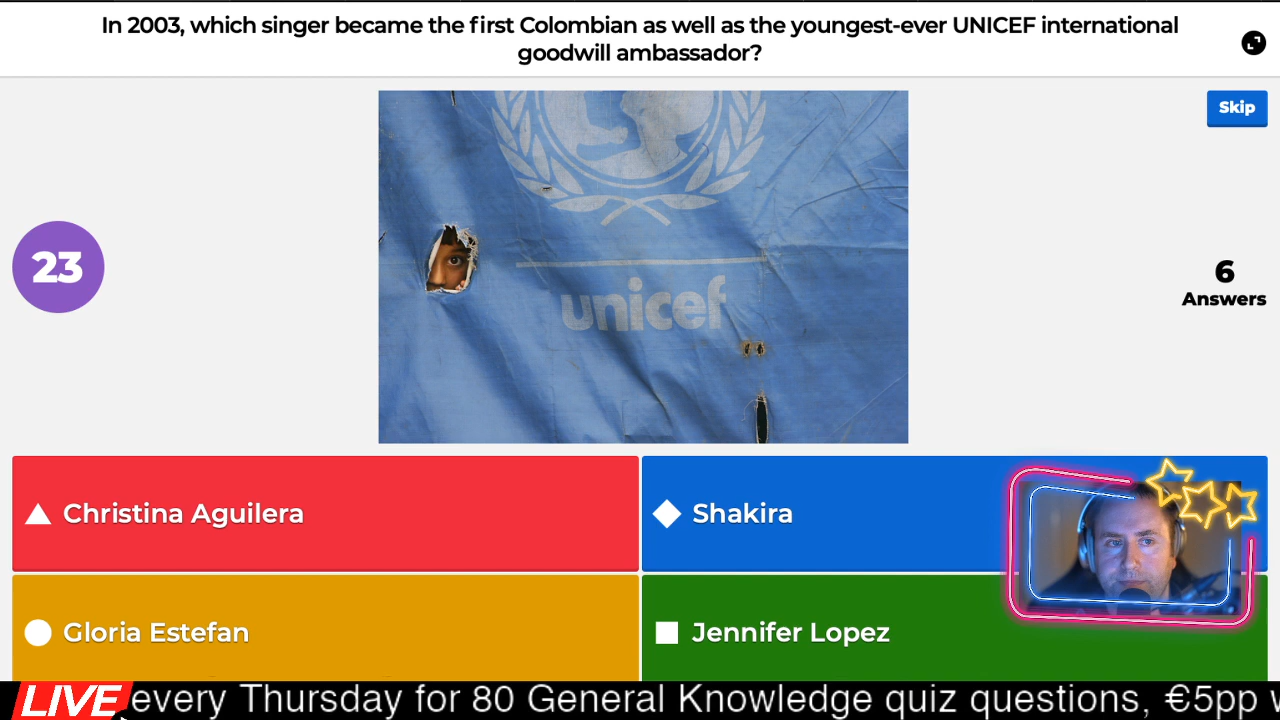 In 2003, which singer became the first Colombian as well as the youngest-ever UNICEF international
goodwill ambassador?
Skip
23
unicef
6
Answers
Christina Aguilera
Shakira
Gloria Estefan
Jennifer Lopez
LIVE every Thursday for 80 General Knowledge quiz questions, €5pp